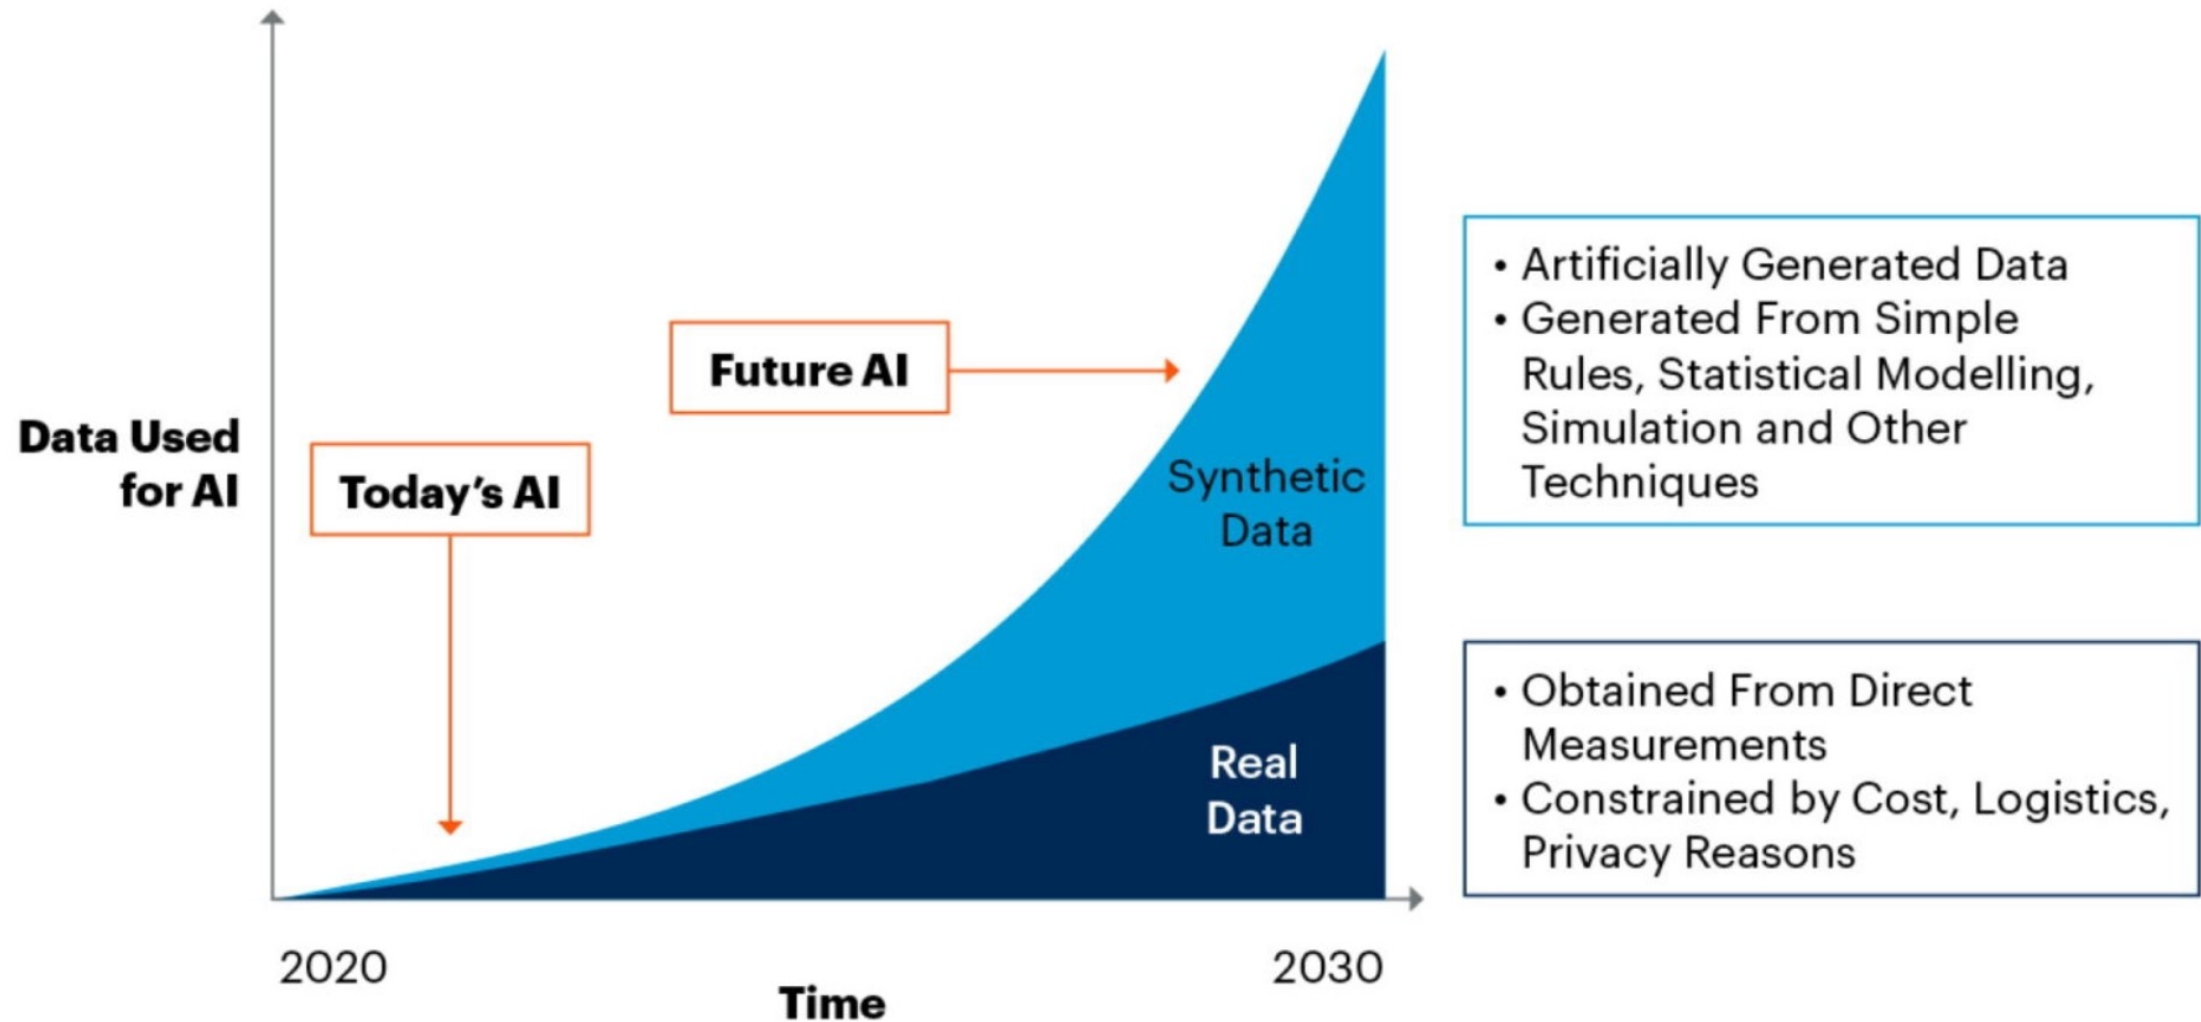 Data Used
for AI
Today's AI
Future AI
Synthetic
Data
Real
Data
• Artificially Generated Data
• Generated From Simple
Rules, Statistical Modelling,
Simulation and Other
Techniques
• Obtained From Direct
Measurements
• Constrained by Cost, Logistics,
Privacy Reasons
2020
2030
Time